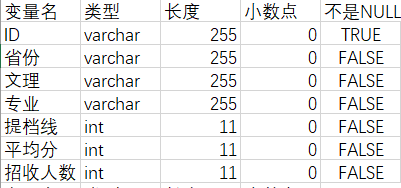 变量名 类型 长度 小数点 不是NULL
ID varchar 255 0 TRUE
省份 varchar 255 0 FALSE
文理 varchar 255 0 FALSE
专业 varchar 255 0 FALSE
提档线 int 11 0 FALSE
平均分 int 11 0 FALSE
招收人数 int 11 0 FALSE